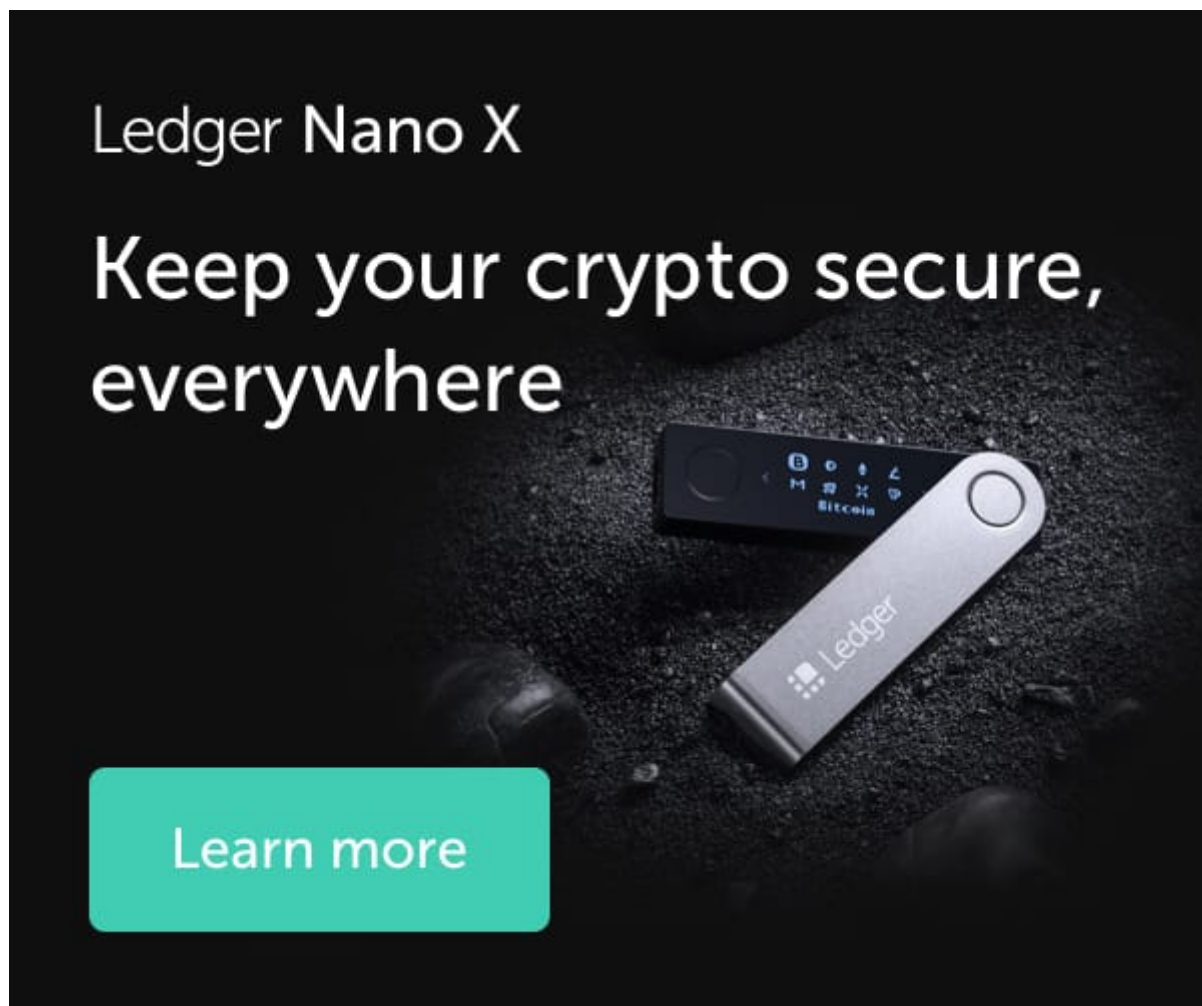 Ledger Nano X
Keep your crypto secure,
everywhere
Bitcoin
Ledger
Learn more